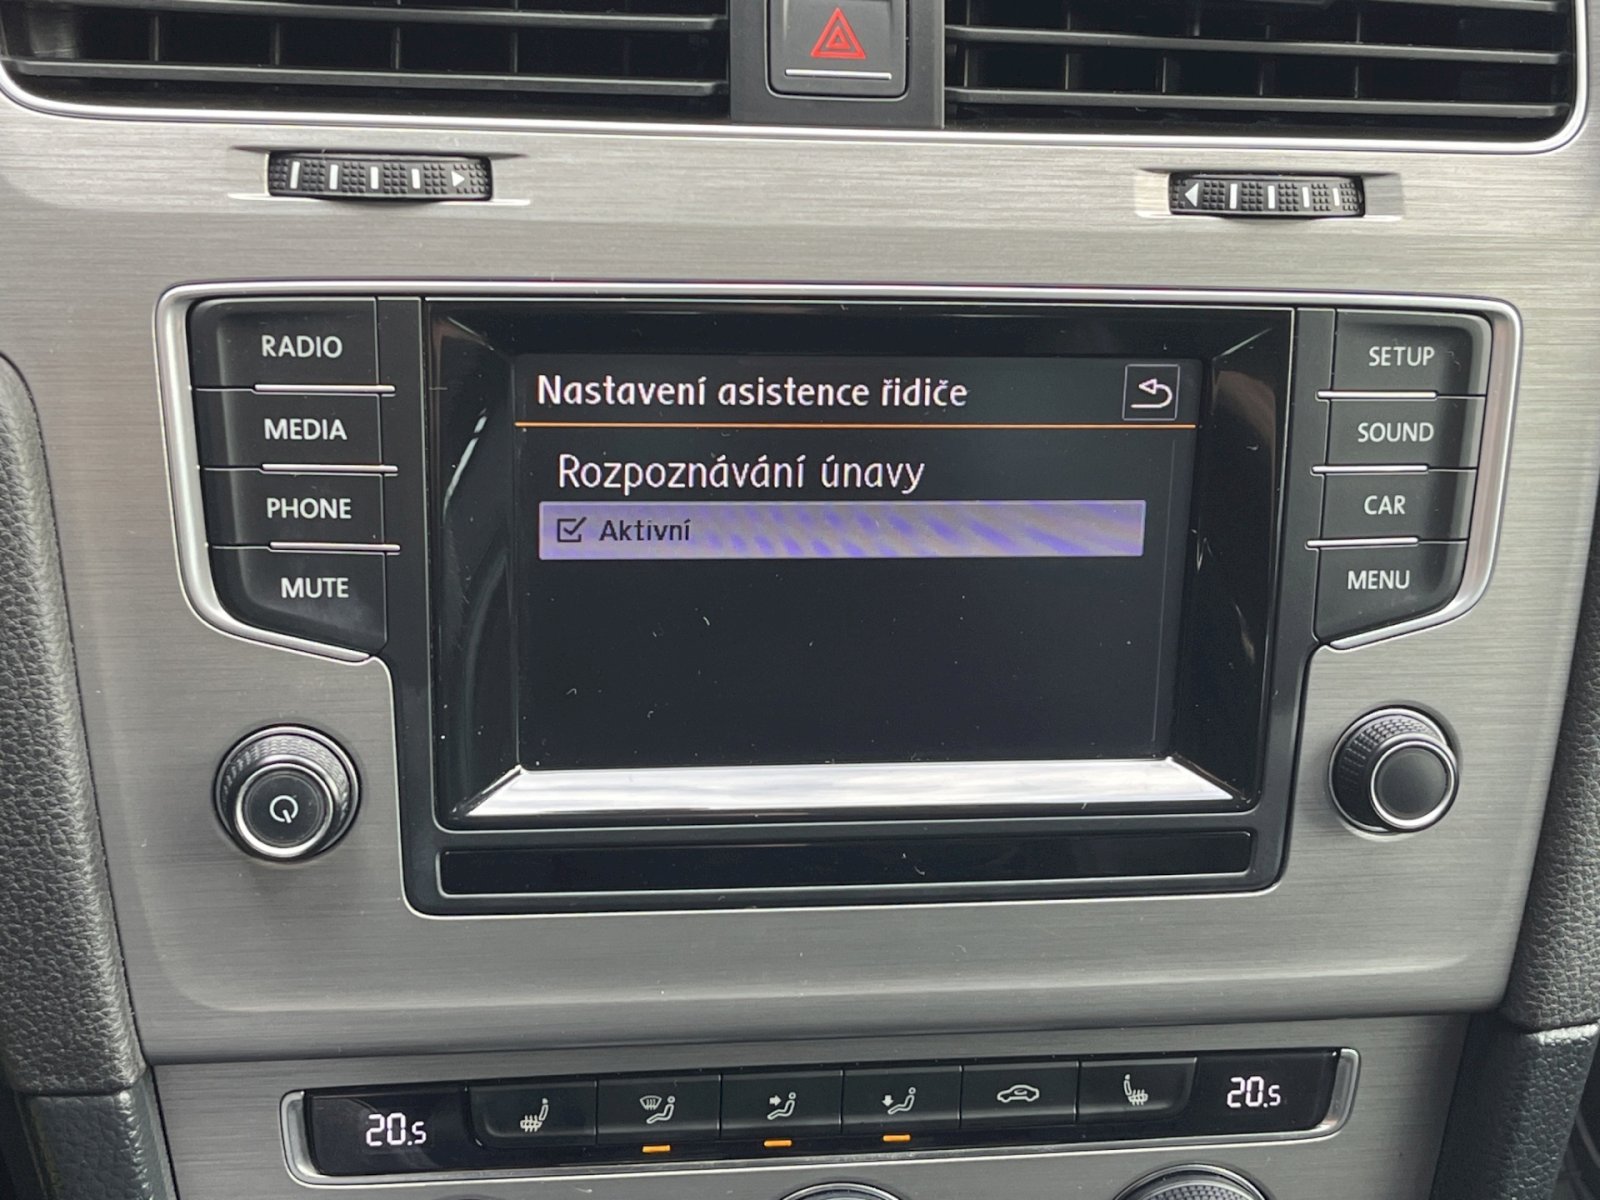 RADIO
MEDIA
PHONE
MUTE
Nastavení asistence řidiče
Rozpoznávání únavy
Aktivní
SETUP
SOUND
CAR
MENU
20.5
20.5